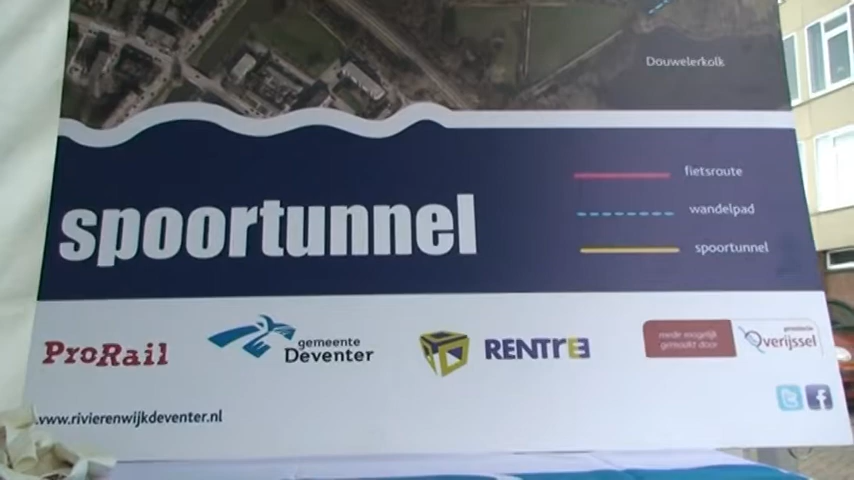 Douwelerkolk
fietsroute
wandelpad
spoortunnel
spoortunnel
ProRail
gemeente
Deventer
RENTrE
mede mogelijk
gemaakt door
provincie
Overijssel
www.rivierenwijkdeventer.nl